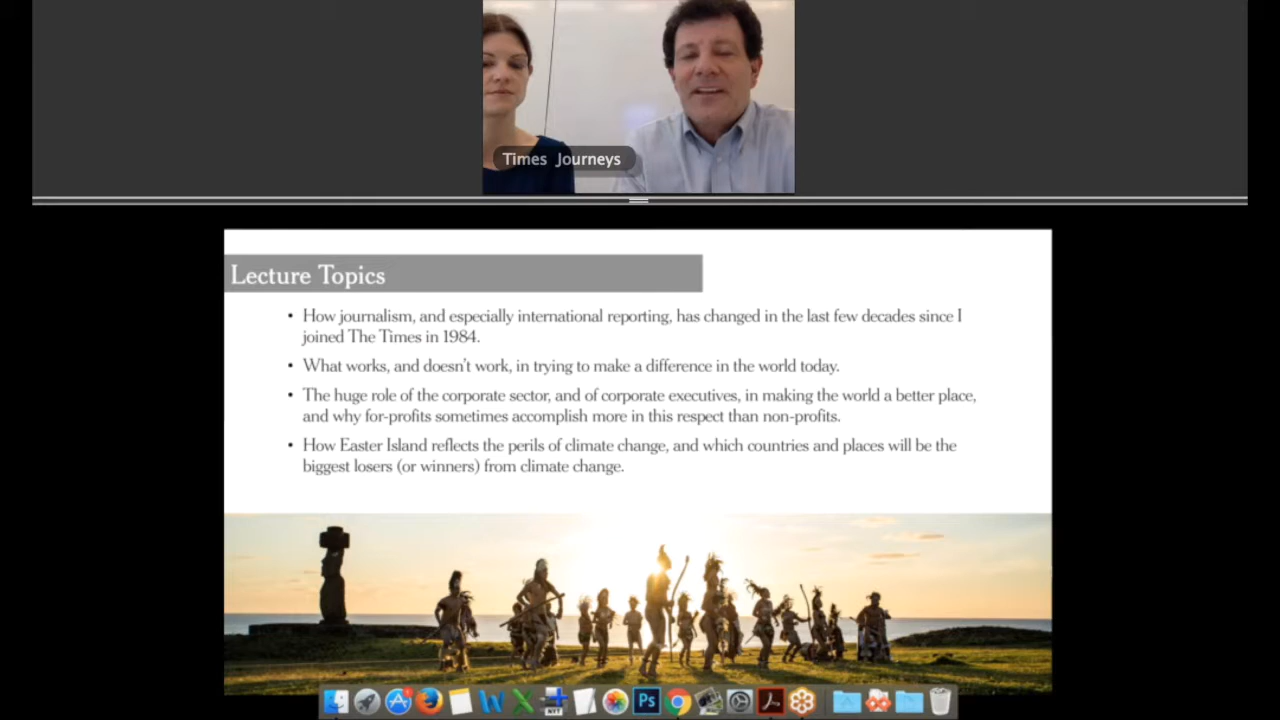 Times Journeys
Lecture Topics
• How journalism, and especially international reporting, has changed in the last few decades since I
joined The Times in 1984.
• What works, and doesn't work, in trying to make a difference in the world today.
• The huge role of the corporate sector, and of corporate executives, in making the world a better place,
and why for-profits sometimes accomplish more in this respect than non-profits.
• How Easter Island reflects the perils of climate change, and which countries and places will be the
biggest losers (or winners) from climate change.
NYT
Ps